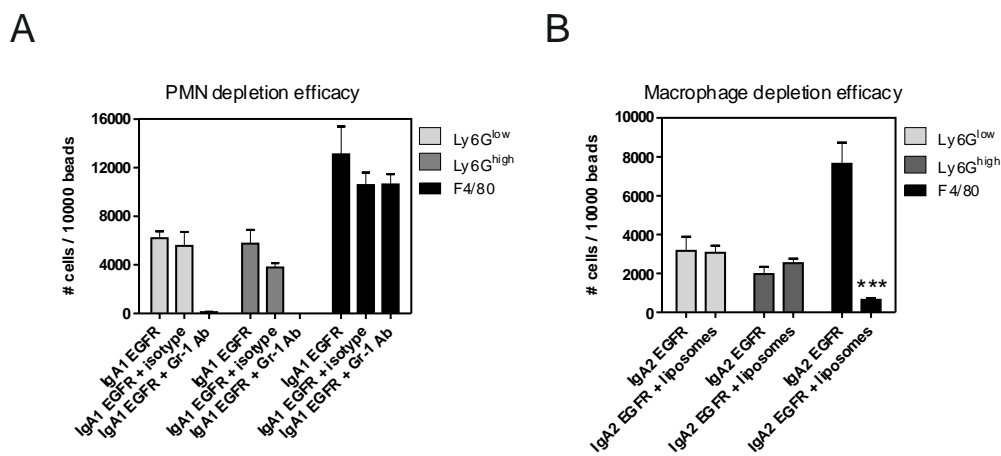 A
PMN depletion efficacy
# cells / 10000 beads
16000
12000
8000
4000
0
IgA1 EGFR
IgA1 EGFR + isotype
IgA1 EGFR + Gr-1 Ab
IgA1 EGFR
IgA1 EGFR + isotype
IgA1 EGFR + Gr-1 Ab
IgA1 EGFR
IgA1 EGFR + isotype
IgA1 EGFR + Gr-1 Ab
Ly6G^low
Ly6G^high
F4/80
B
Macrophage depletion efficacy
# cells / 10000 beads
10000
8000
6000
4000
2000
0
***
IgA2 EGFR
IgA2 EGFR + liposomes
IgA2 EGFR
IgA2 EGFR + liposomes
IgA2 EGFR
IgA2 EGFR + liposomes
Ly6G^low
Ly6G^high
F4/80